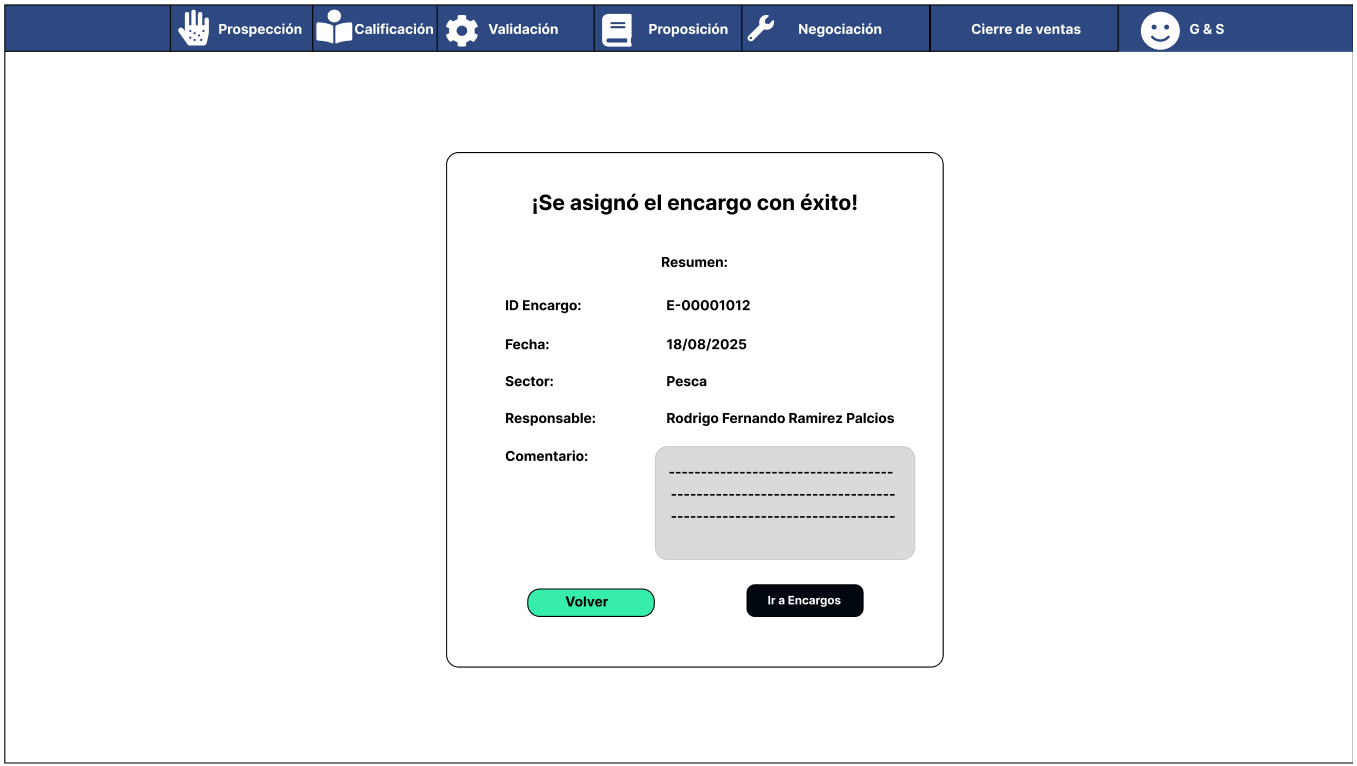 Prospección
Calificación
Validación
Proposición
Negociación
Cierre de ventas
G & S
¡Se asignó el encargo con éxito!
Resumen:
ID Encargo: E-00001012
Fecha: 18/08/2025
Sector: Pesca
Responsable: Rodrigo Fernando Ramirez Palcios
Comentario:
-----------------------------------
-----------------------------------
-----------------------------------
Volver
Ir a Encargos